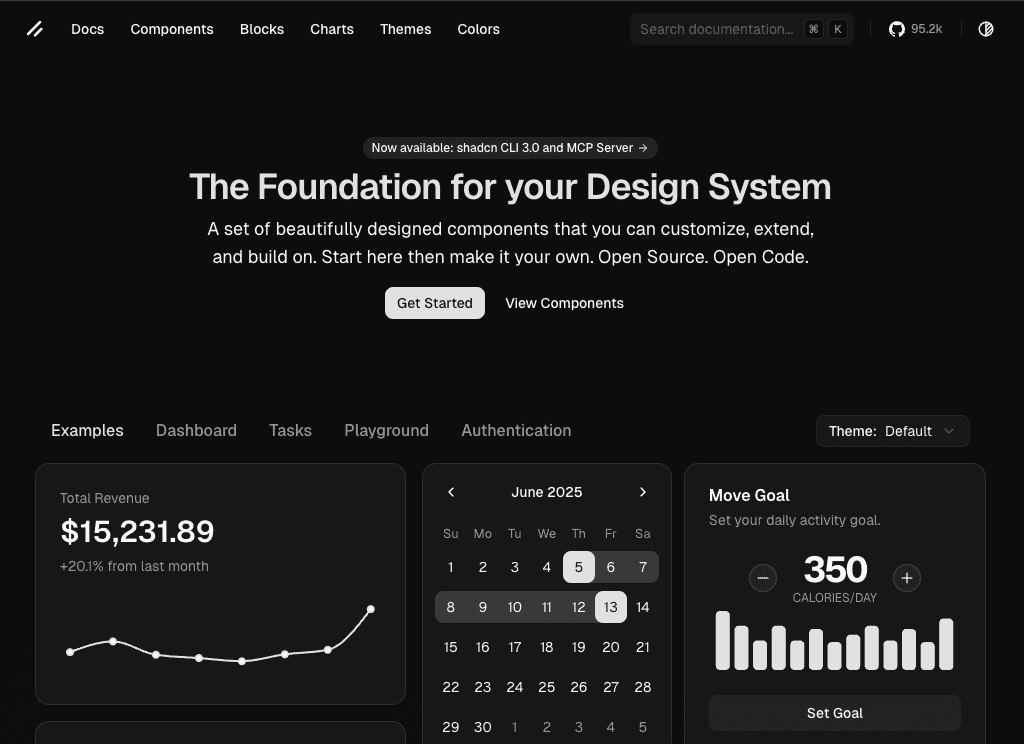 Docs Components Blocks Charts Themes Colors Search documentation... ⌘ K 95.2k
Now available: shadcn CLI 3.0 and MCP Server →
The Foundation for your Design System
A set of beautifully designed components that you can customize, extend,
and build on. Start here then make it your own. Open Source. Open Code.
Get Started View Components
Examples Dashboard Tasks Playground Authentication Theme: Default
Total Revenue
$15,231.89
+20.1% from last month
June 2025
Su Mo Tu We Th Fr Sa
1 2 3 4 5 6 7
8 9 10 11 12 13 14
15 16 17 18 19 20 21
22 23 24 25 26 27 28
29 30 1 2 3 4 5
Move Goal
Set your daily activity goal.
350
CALORIES/DAY
Set Goal